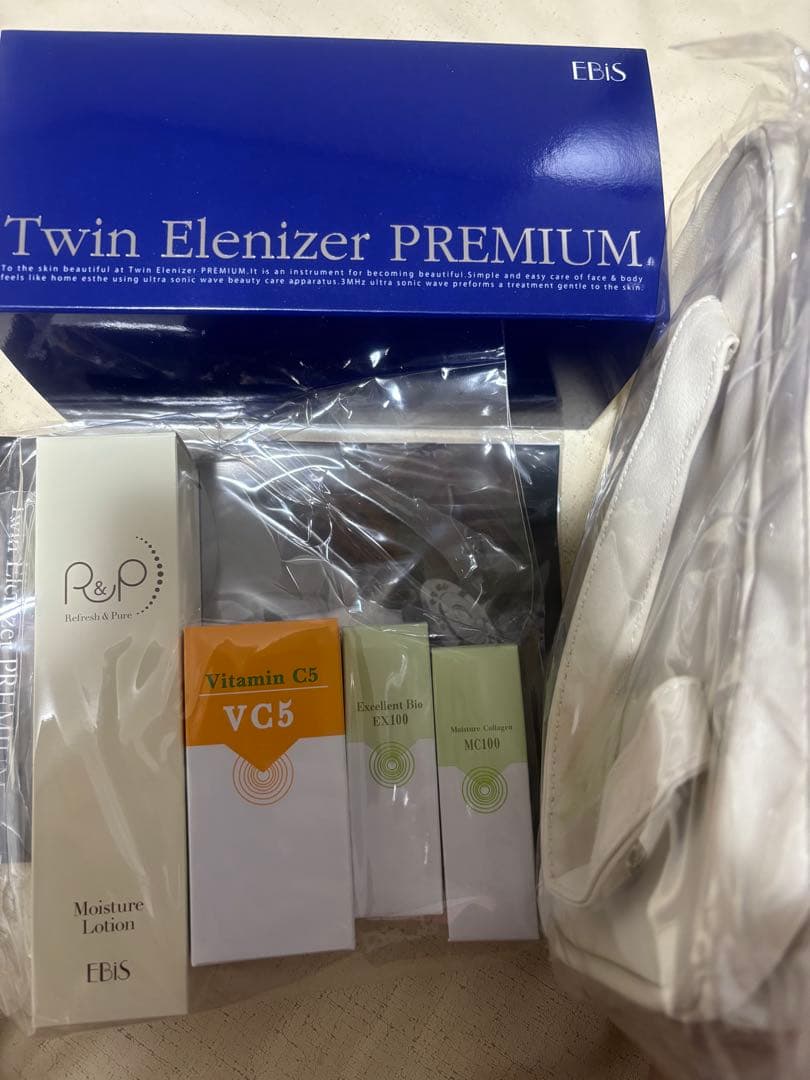 EBiS
Twin Elenizer PREMIUM
To the skin beautiful at Twin Elenizer PREMIUM.It is an instrument for becoming beautiful.Simple and easy care of face & body
feels like home esthe using ultra sonic wave beauty care apparatus.3MHz ultra sonic wave preforms a treatment gentle to the skin.
Twin Elenizer PREMIUM
R&P
Refresh & Pure
Moisture
Lotion
EBiS
Vitamin C5
VC5
Excellent Bio
EX100
Moisture Collagen
MC100